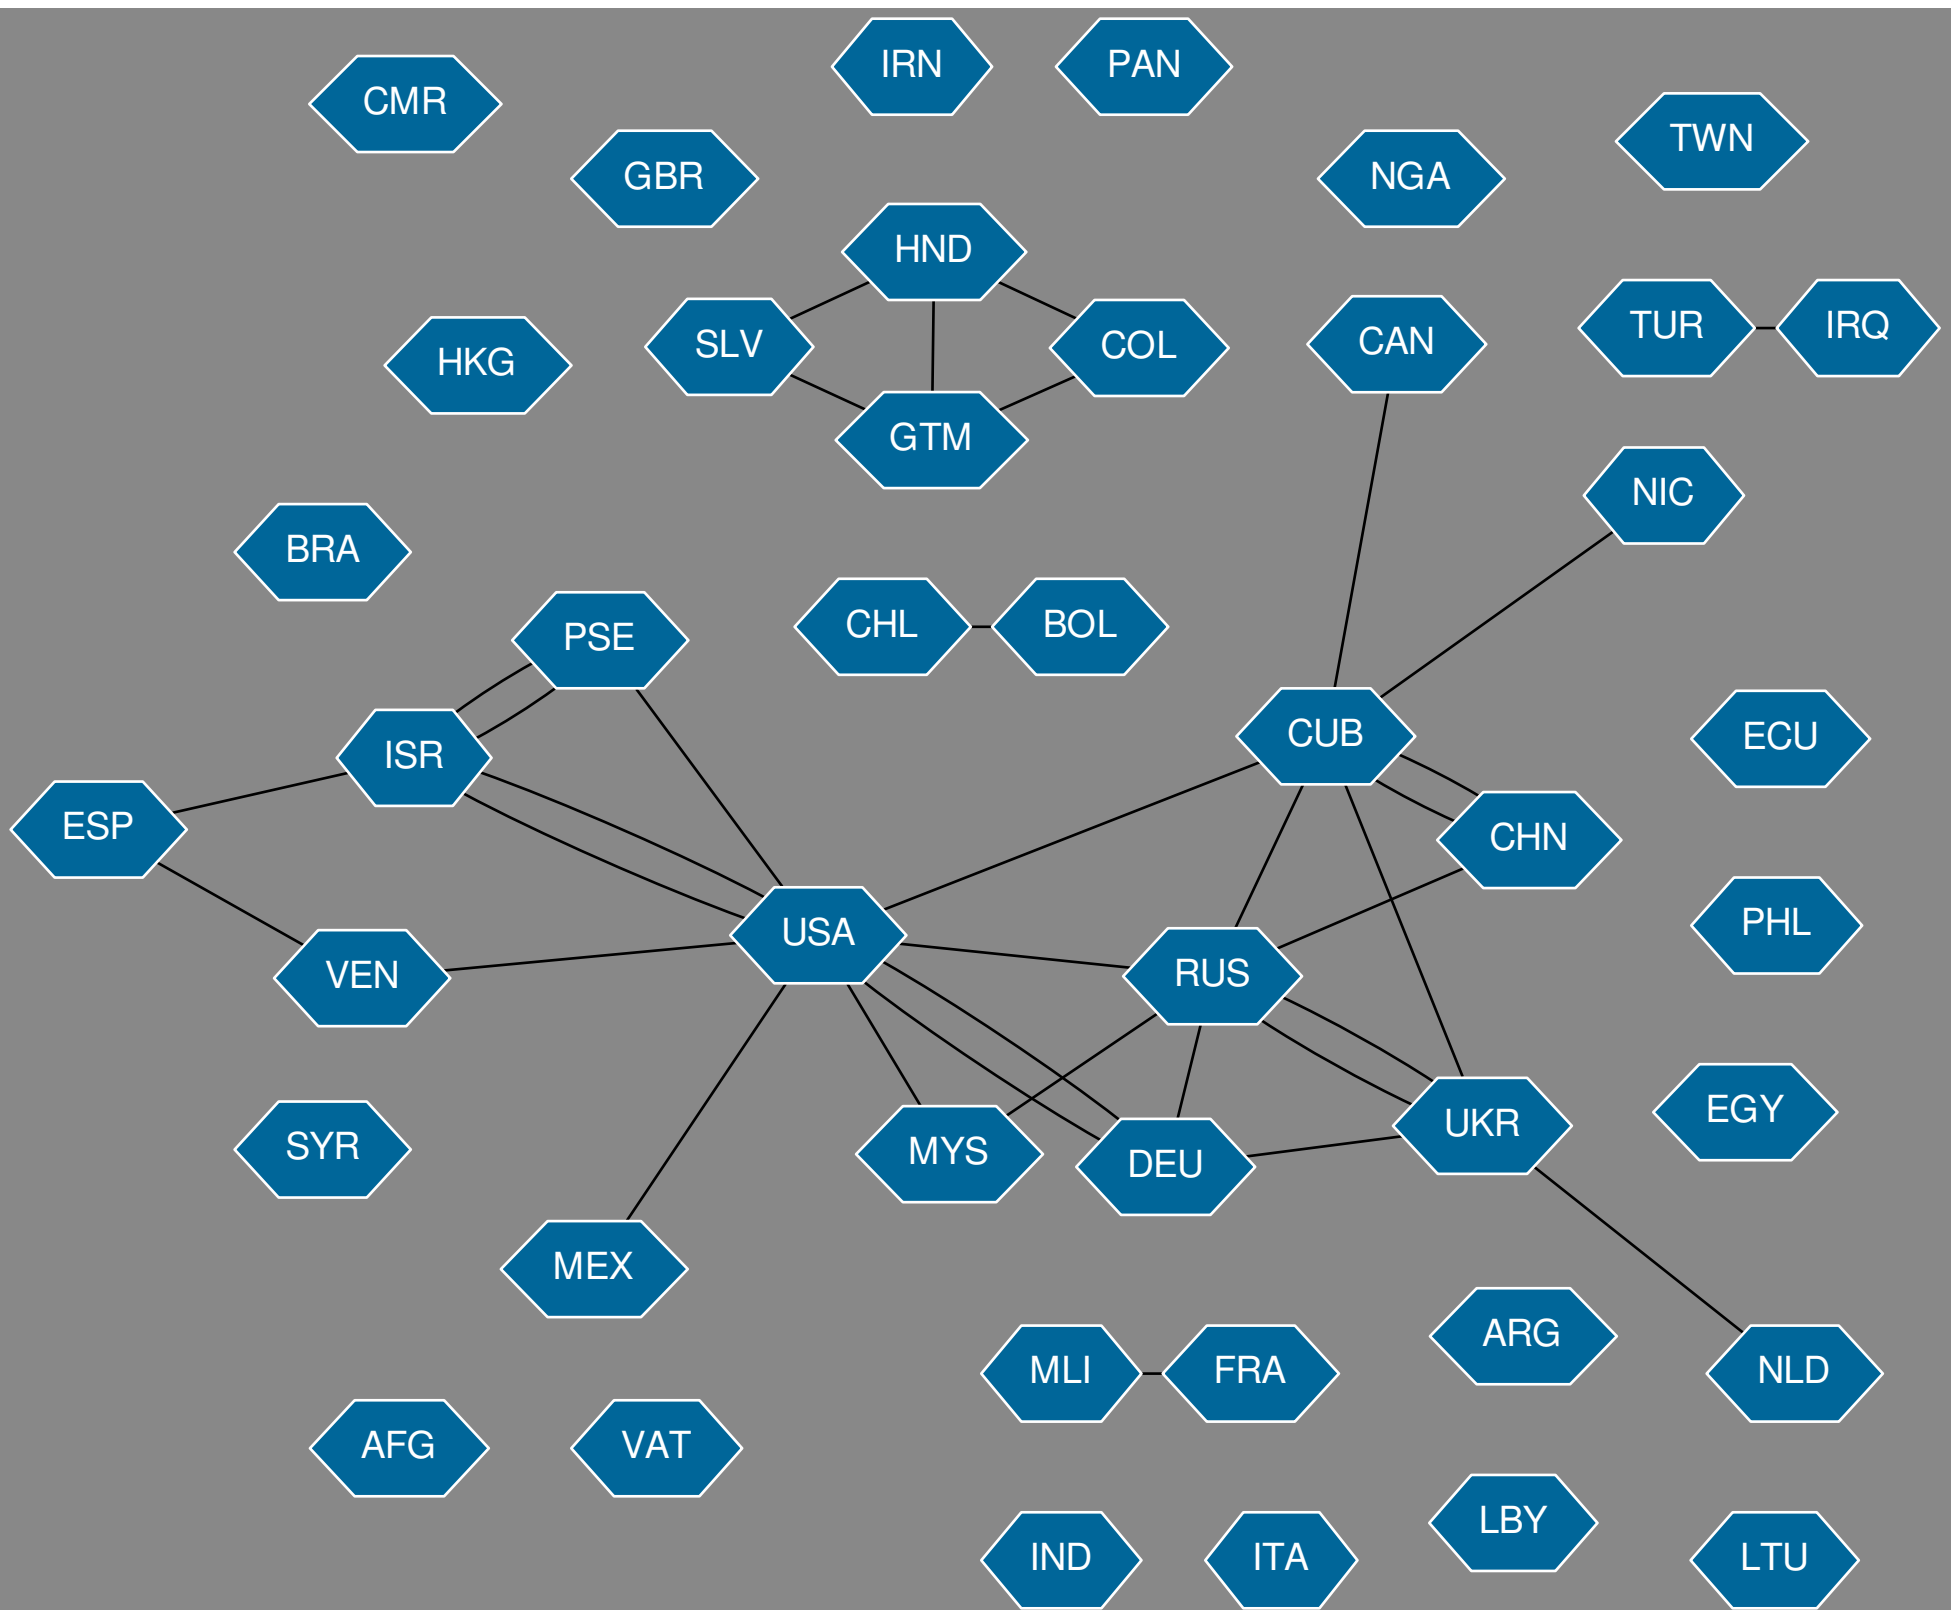 IRN
PAN
CMR
TWN
GBR
NGA
HND
TUR
IRQ
SLV
COL
CAN
HKG
GTM
NIC
BRA
CHL
BOL
PSE
CUB
ECU
ISR
ESP
CHN
USA
PHL
VEN
RUS
EGY
UKR
SYR
MYS
DEU
MEX
ARG
MLI
FRA
NLD
AFG
VAT
LBY
IND
ITA
LTU